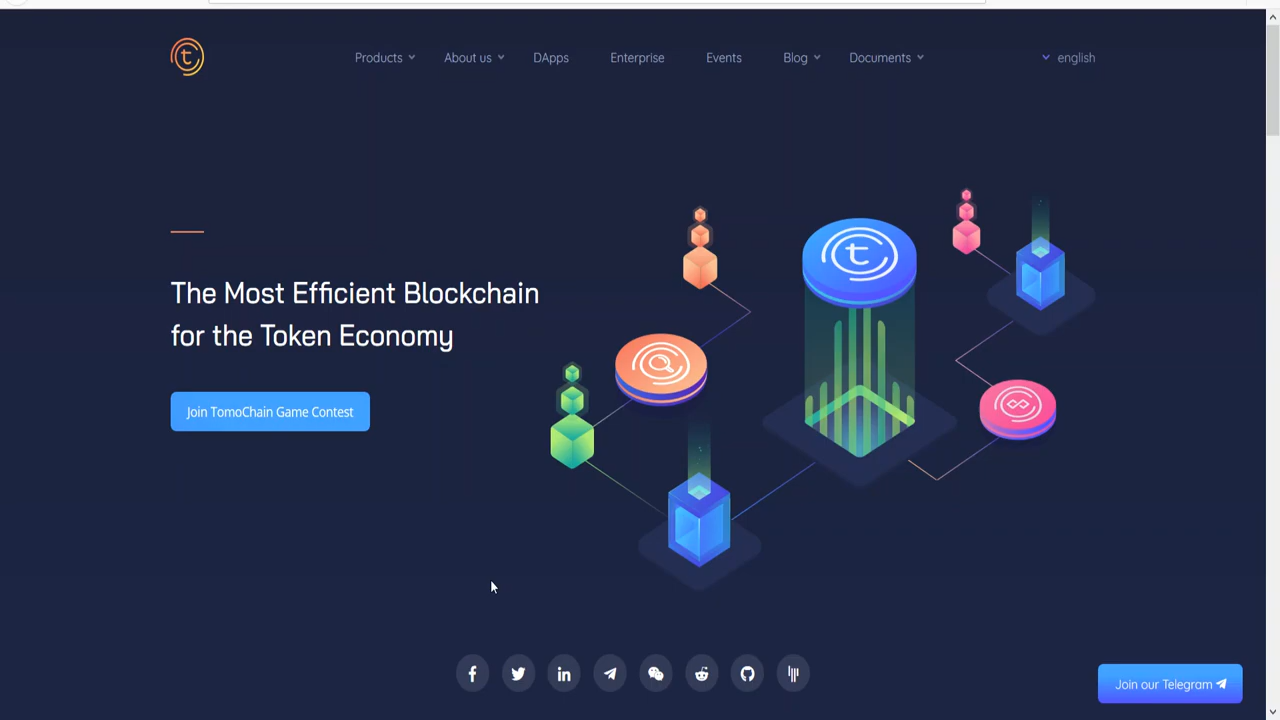 Products
About us
DApps
Enterprise
Events
Blog
Documents
english
The Most Efficient Blockchain
for the Token Economy
Join TomoChain Game Contest
Join our Telegram